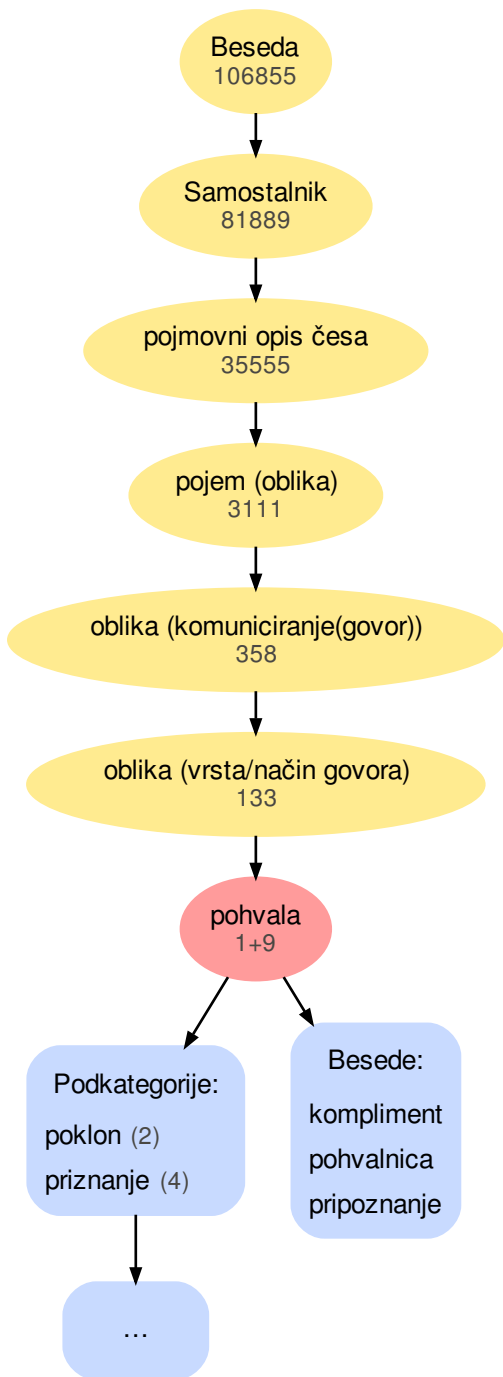 Beseda
106855
Samostalnik
81889
pojmovni opis česa
35555
pojem (oblika)
3111
oblika (komuniciranje(govor))
358
oblika (vrsta/način govora)
133
pohvala
1+9
Podkategorije:
poklon (2)
priznanje (4)
Besede:
kompliment
pohvalnica
pripoznanje
...